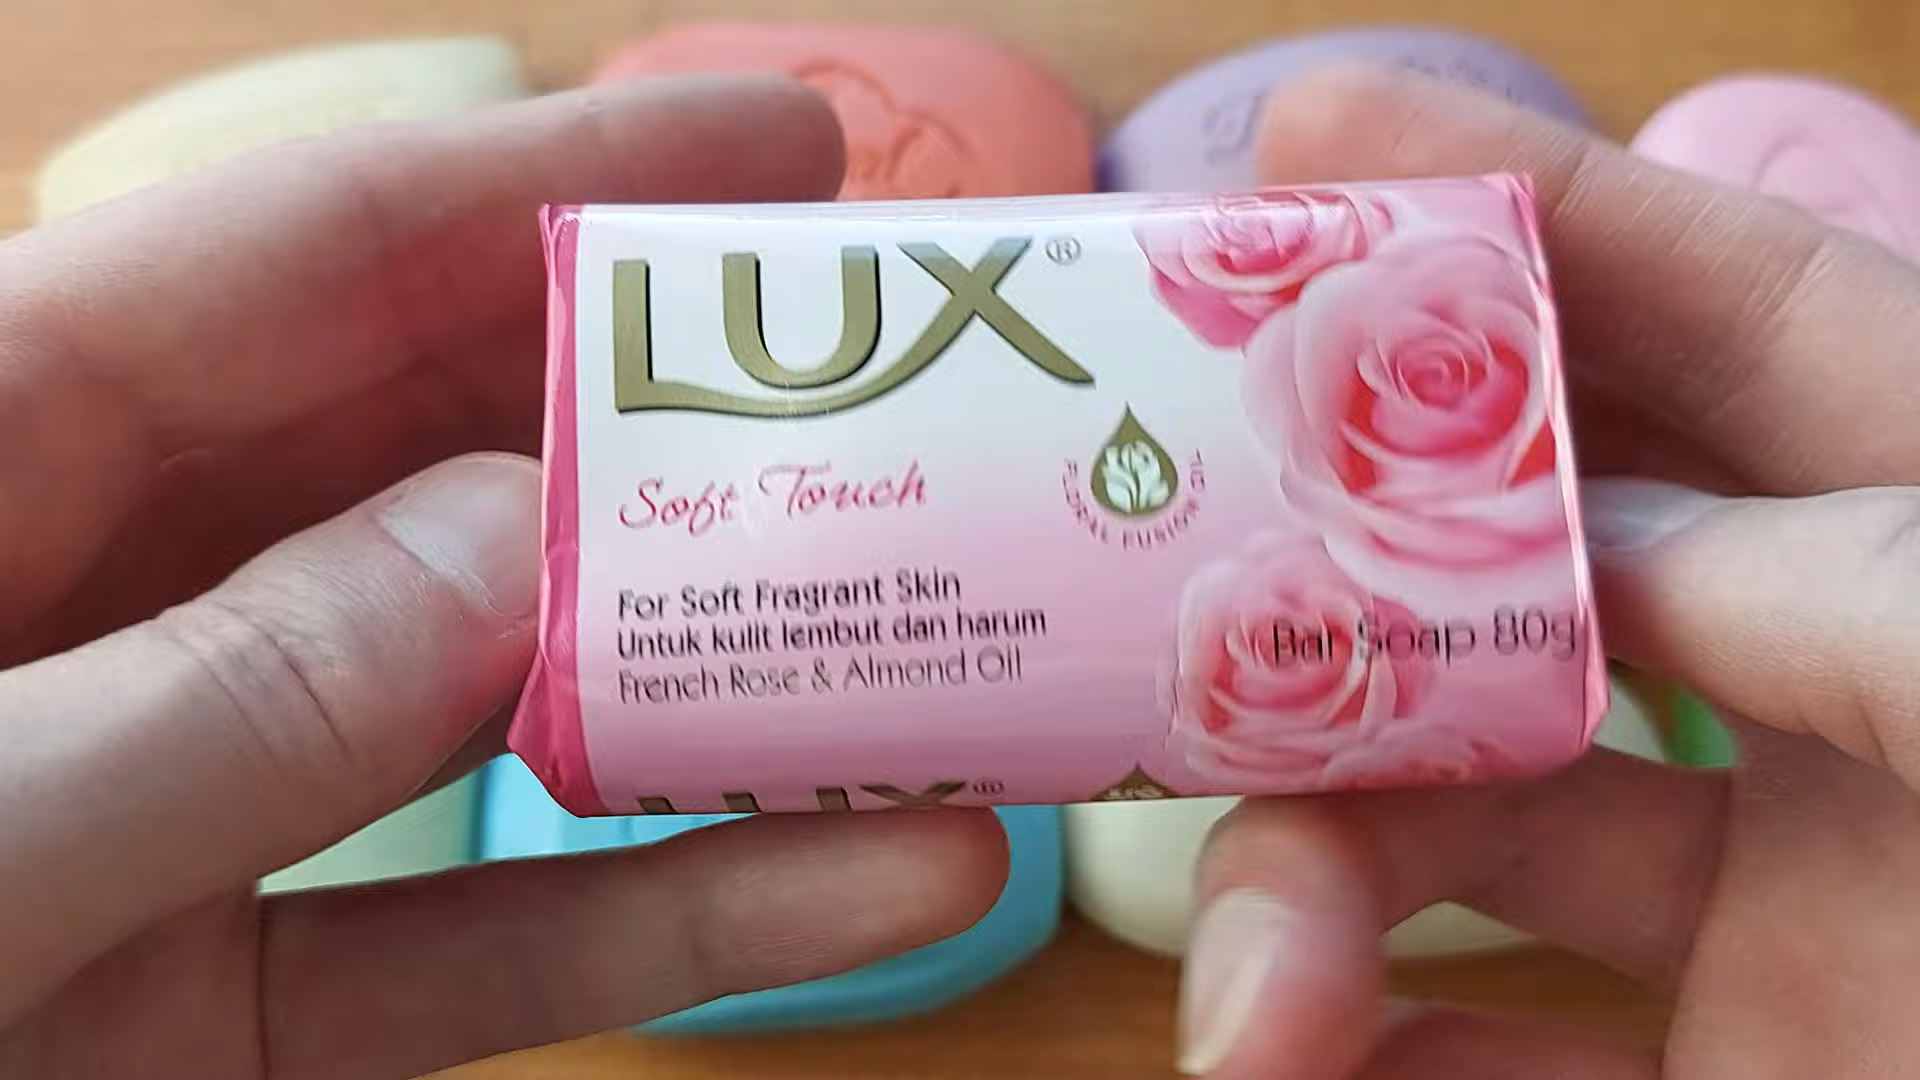 LUX®
Soft Touch
FLORAL FUSION OIL
For Soft Fragrant Skin
Untuk kulit lembut dan harum
French Rose & Almond Oil
Bar Soap 80g
LUX®